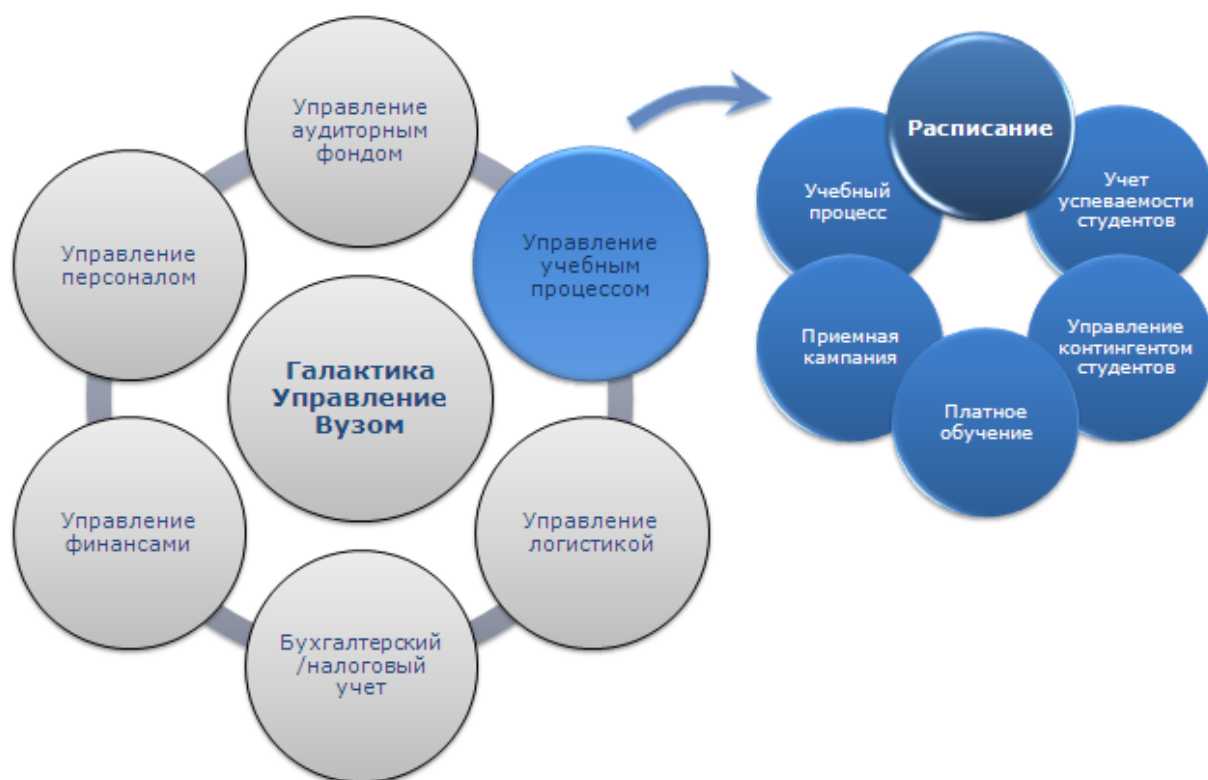 Управление
аудиторным
фондом
Управление
учебным
процессом
Управление
логистикой
Бухгалтерский
/налоговый
учет
Управление
финансами
Управление
персоналом
Галактика
Управление
Вузом
Расписание
Учет
успеваемости
студентов
Управление
контингентом
студентов
Платное
обучение
Приемная
кампания
Учебный
процесс